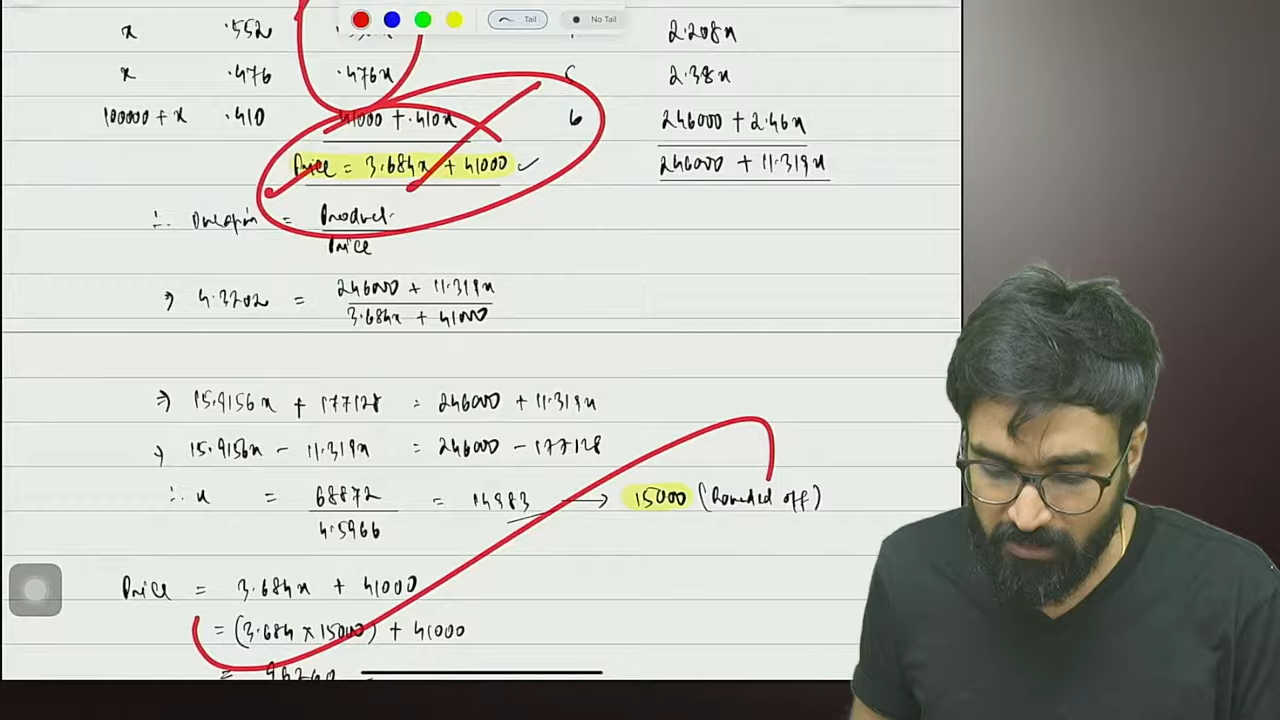 Tail No Tail
x .552 2.208x
x .476 .476x 5 2.38x
100000 + x .410 41000 + .410x 6 246000 + 2.46x
Price = 3.684x + 41000 ✓ 246000 + 11.319x
∴ Duration = Product
Price
⇒ 4.3202 = 246000 + 11.319x
3.684x + 41000
⇒ 15.9156x + 177128 = 246000 + 11.319x
⇒ 15.9156x - 11.319x = 246000 - 177128
∴ x = 68872 = 14983 → 15000 (Rounded off)
4.5966
Price = 3.684x + 41000
= (3.684 × 15000) + 41000
= 96260